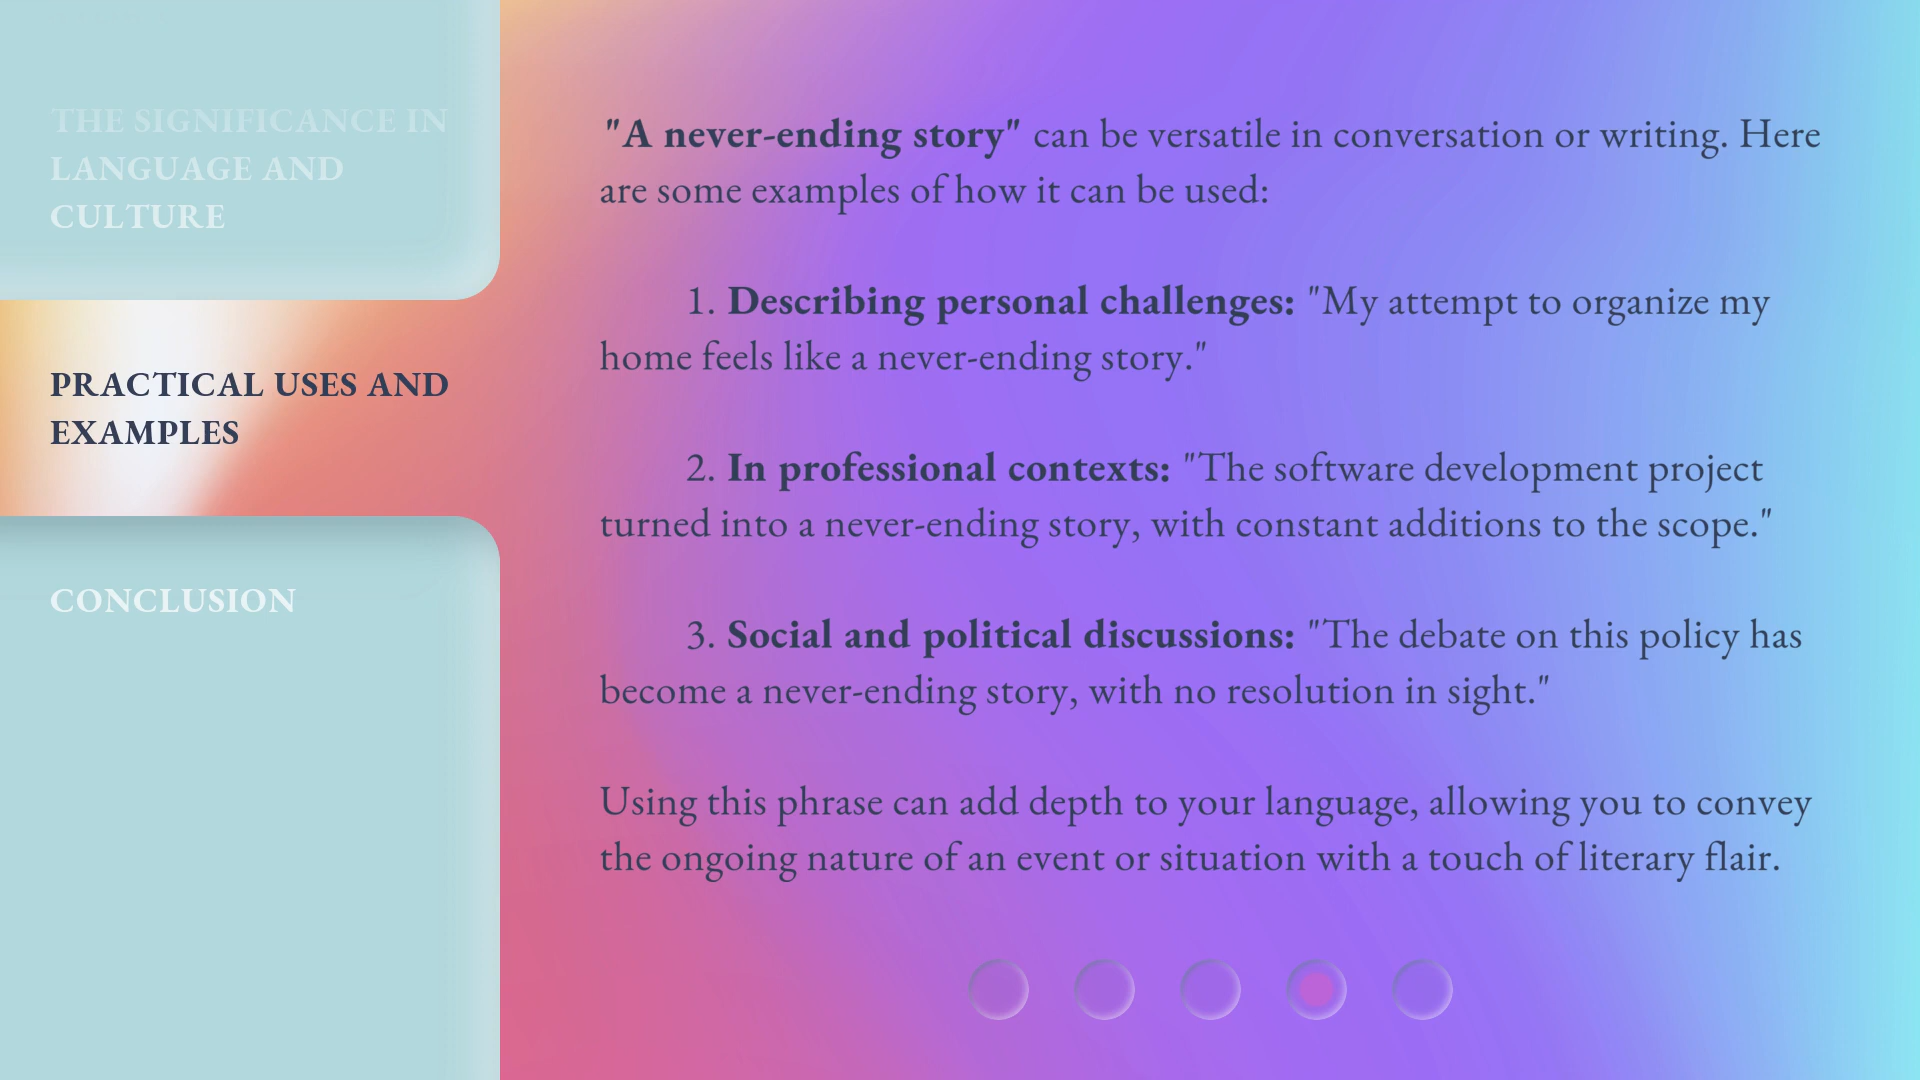 THE SIGNIFICANCE IN
LANGUAGE AND
CULTURE
PRACTICAL USES AND
EXAMPLES
CONCLUSION
"A never-ending story" can be versatile in conversation or writing. Here
are some examples of how it can be used:
1. Describing personal challenges: "My attempt to organize my
home feels like a never-ending story."
2. In professional contexts: "The software development project
turned into a never-ending story, with constant additions to the scope."
3. Social and political discussions: "The debate on this policy has
become a never-ending story, with no resolution in sight."
Using this phrase can add depth to your language, allowing you to convey
the ongoing nature of an event or situation with a touch of literary flair.